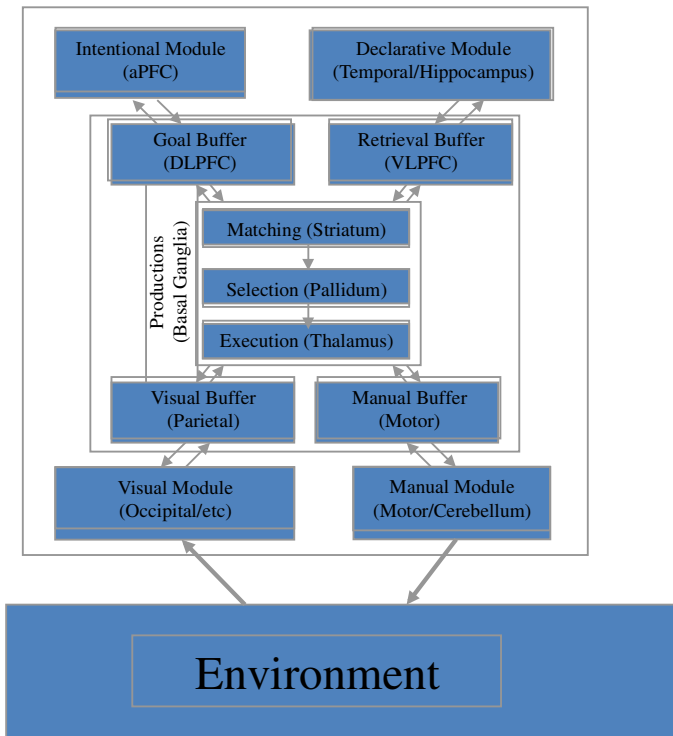 Intentional Module
(aPFC)
Declarative Module
(Temporal/Hippocampus)
Goal Buffer
(DLPFC)
Retrieval Buffer
(VLPFC)
Productions
(Basal Ganglia)
Matching (Striatum)
Selection (Pallidum)
Execution (Thalamus)
Visual Buffer
(Parietal)
Manual Buffer
(Motor)
Visual Module
(Occipital/etc)
Manual Module
(Motor/Cerebellum)
Environment